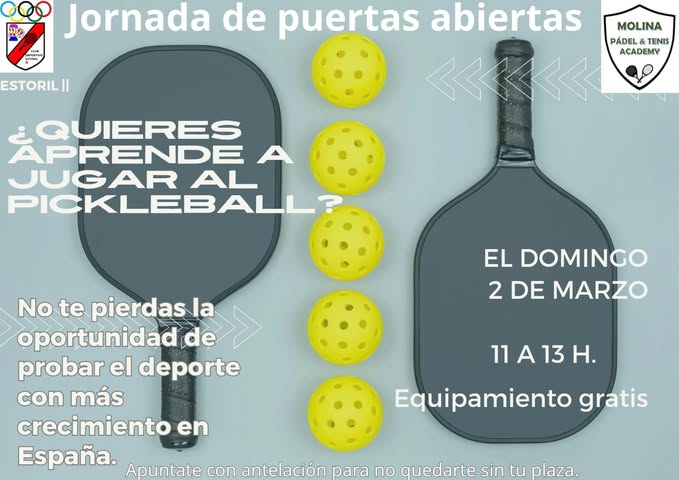 Jornada de puertas abiertas
ESTORIL ||
MOLINA
PÁDEL & TENIS
ACADEMY
¿QUIERES
APRENDE A
JUGAR AL
PICKLEBALL?
EL DOMINGO
2 DE MARZO
11 A 13 H.
Equipamiento gratis
No te pierdas la
oportunidad de
probar el deporte
con más
crecimiento en
España.
Apuntate con antelación para no quedarte sin tu plaza.